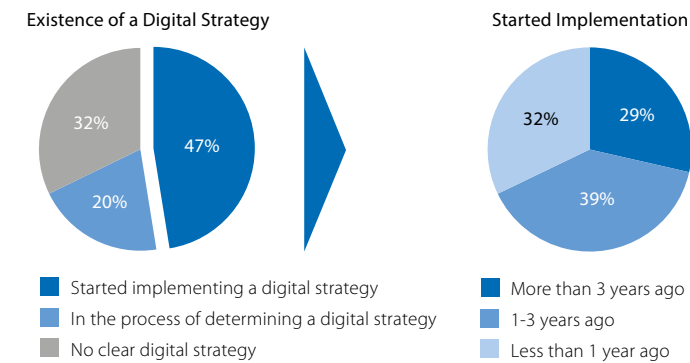 Existence of a Digital Strategy
Started Implementation
32%
47%
20%
32%
29%
39%
Started implementing a digital strategy
In the process of determining a digital strategy
No clear digital strategy
More than 3 years ago
1-3 years ago
Less than 1 year ago